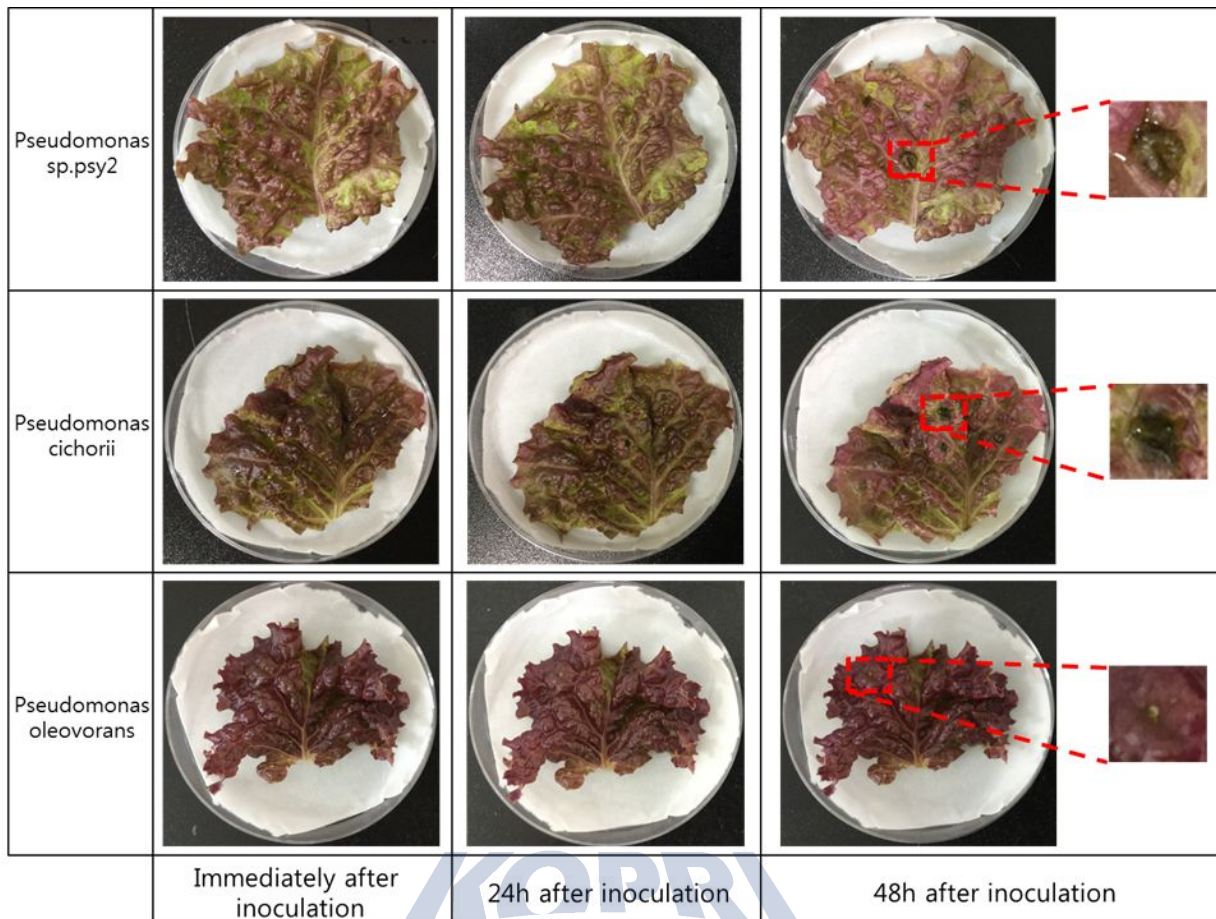 Pseudomonas
sp.psy2
Pseudomonas
cichorii
Pseudomonas
oleovorans
Immediately after
inoculation
24h after inoculation
48h after inoculation
KOPRI